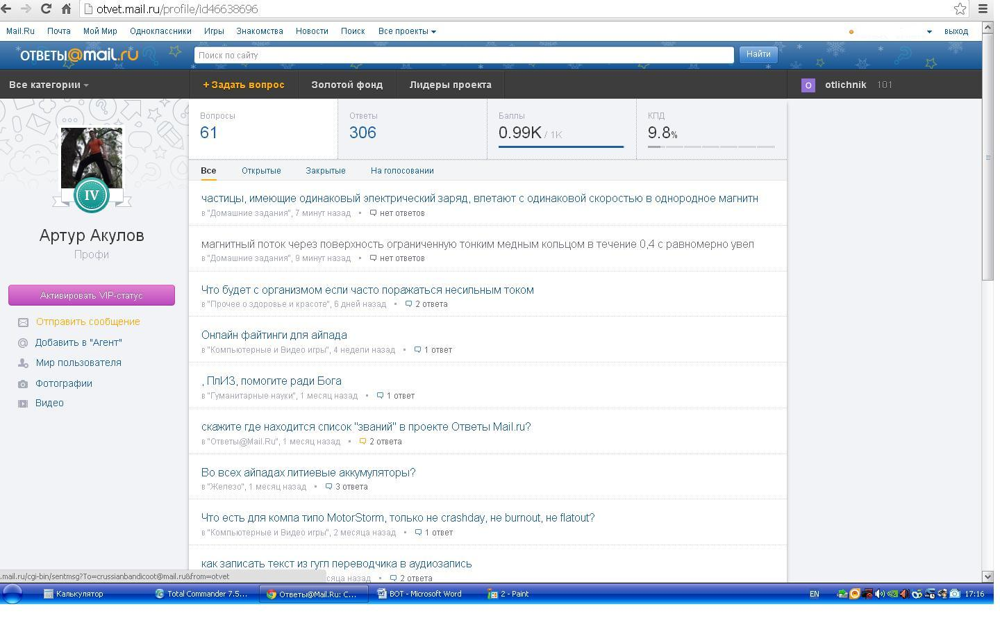 otvet.mail.ru/profile/id46638696
Mail.Ru Почта Мой Мир Одноклассники Игры Знакомства Новости Поиск Все проекты выход
ОТВЕТЫ@mail.ru Поиск по сайту Найти
Все категории + Задать вопрос Золотой фонд Лидеры проекта o otlichnik 101
Вопросы Ответы Баллы КПД
61 306 0.99K / 1K 9.8%
IV
Артур Акулов
Профи
Активировать VIP-статус
Отправить сообщение
Добавить в "Агент"
Мир пользователя
Фотографии
Видео
Все Открытые Закрытые На голосовании
частицы, имеющие одинаковый электрический заряд, влетают с одинаковой скоростью в однородное магнитн
в "Домашние задания", 7 минут назад • нет ответов
магнитный поток через поверхность ограниченную тонким медным кольцом в течение 0,4 с равномерно увел
в "Домашние задания", 9 минут назад • нет ответов
Что будет с организмом если часто поражаться несильным током
в "Прочее о здоровье и красоте", 6 дней назад • 2 ответа
Онлайн файтинги для айпада
в "Компьютерные и Видео игры", 4 недели назад • 1 ответ
, ПлИЗ, помогите ради Бога
в "Гуманитарные науки", 1 месяц назад • 1 ответ
скажите где находится список "званий" в проекте Ответы Mail.ru?
в "Ответы@Mail.Ru", 1 месяц назад • 2 ответа
Во всех айпадах литиевые аккумуляторы?
в "Железо", 1 месяц назад • 3 ответа
Что есть для компа типо MotorStorm, только не crashday, не burnout, не flatout?
в "Компьютерные и Видео игры", 2 месяца назад • 1 ответ
как записать текст из гугл переводчика в аудиозапись
.mail.ru/cgi-bin/sentmsg?To=crussianbandicoot@mail.ru&from=otvet сяца назад • 2 ответа
Калькулятор Total Commander 7.5... Ответы@Mail.Ru: С... BOT - Microsoft Word 2 - Paint EN 17:16